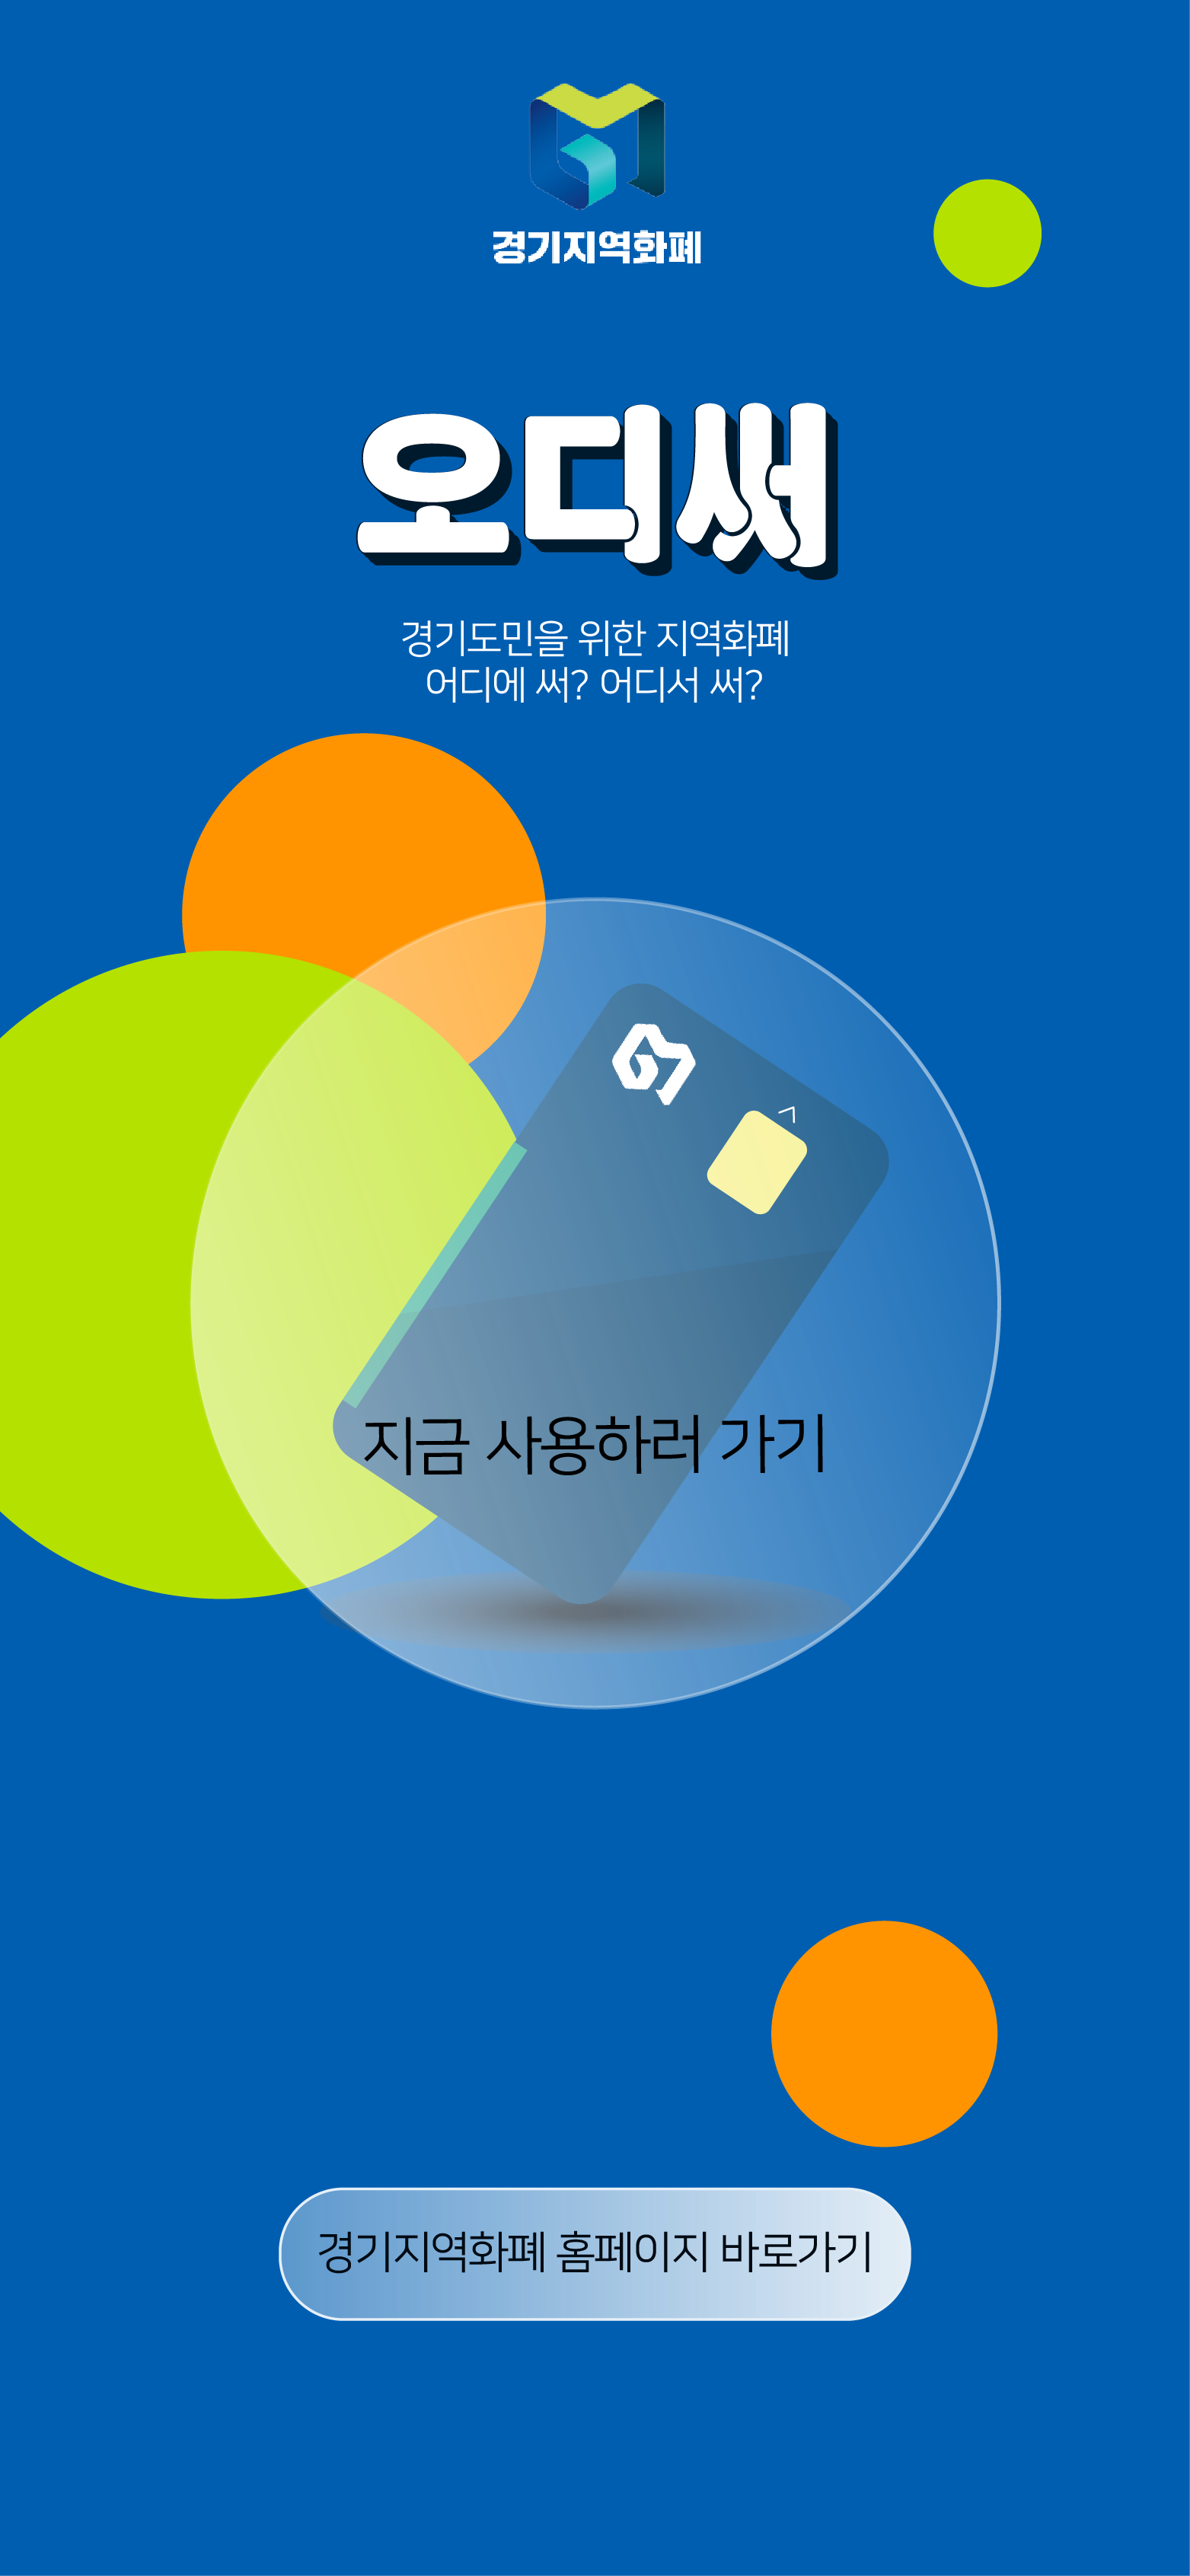 경기지역화폐
오디써
경기도민을 위한 지역화폐
어디에 써? 어디서 써?
지금 사용하러 가기
경기지역화폐 홈페이지 바로가기